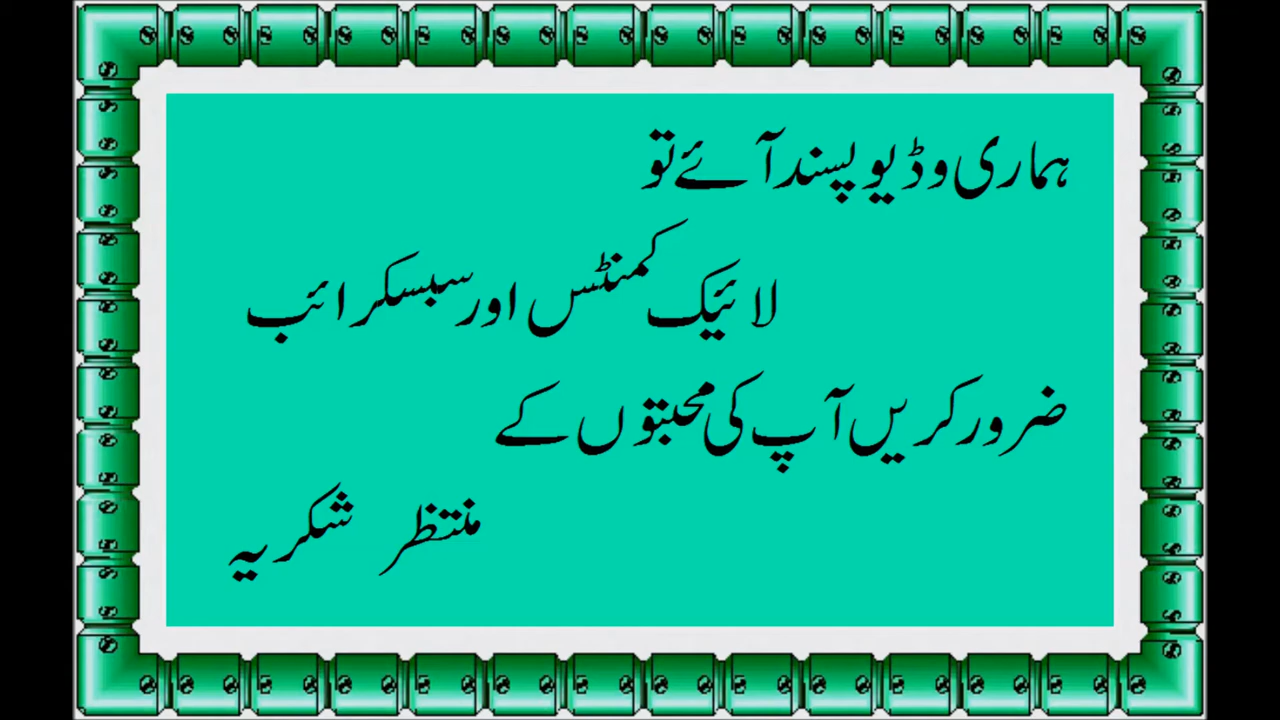 ہماری وڈیو پسند آئے تو
لائیک کمنٹس اور سبسکرائب
ضرور کریں آپ کی محبتوں کے
منتظر شکریہ